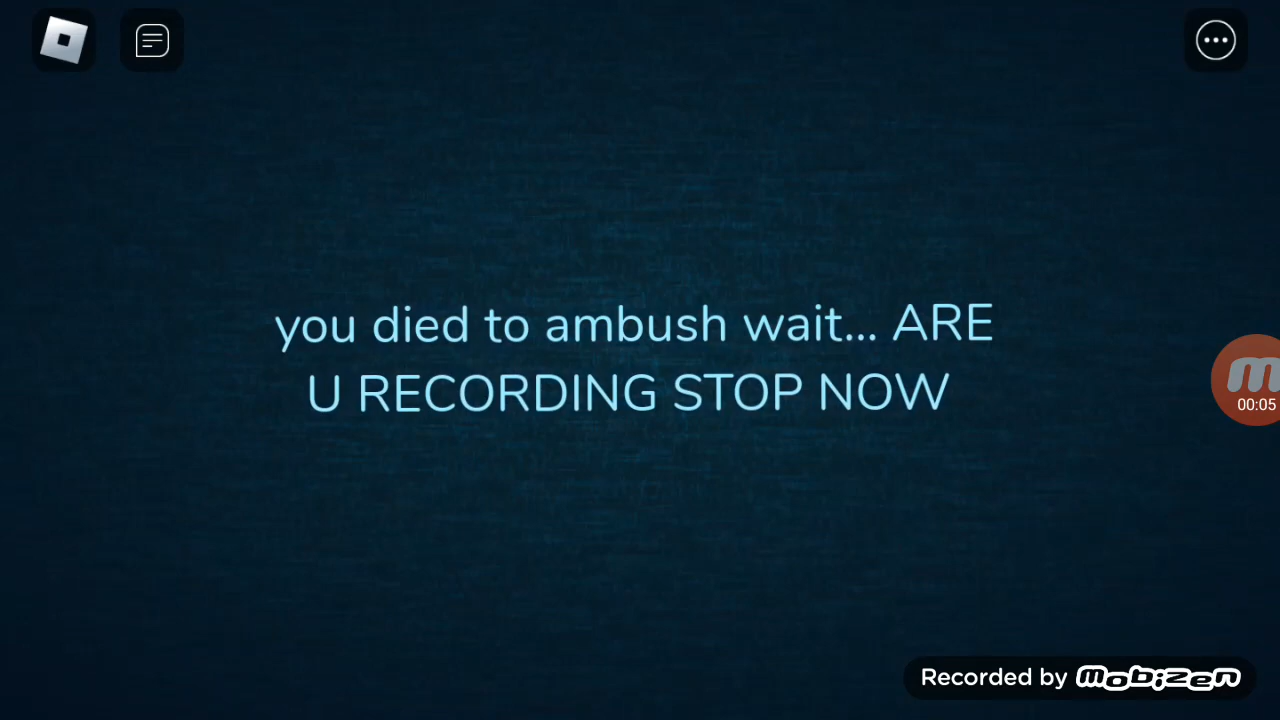 you died to ambush wait... ARE
U RECORDING STOP NOW
00:05
Recorded by mobizen